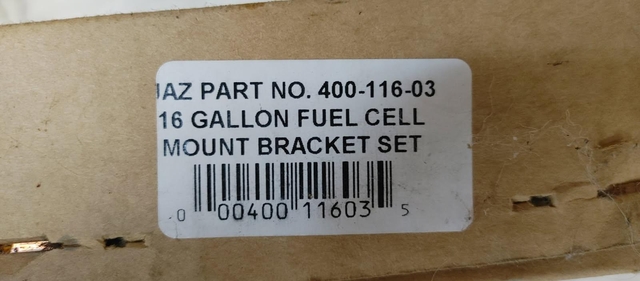 JAZ PART NO. 400-116-03
16 GALLON FUEL CELL
MOUNT BRACKET SET
0 00400 11603 5